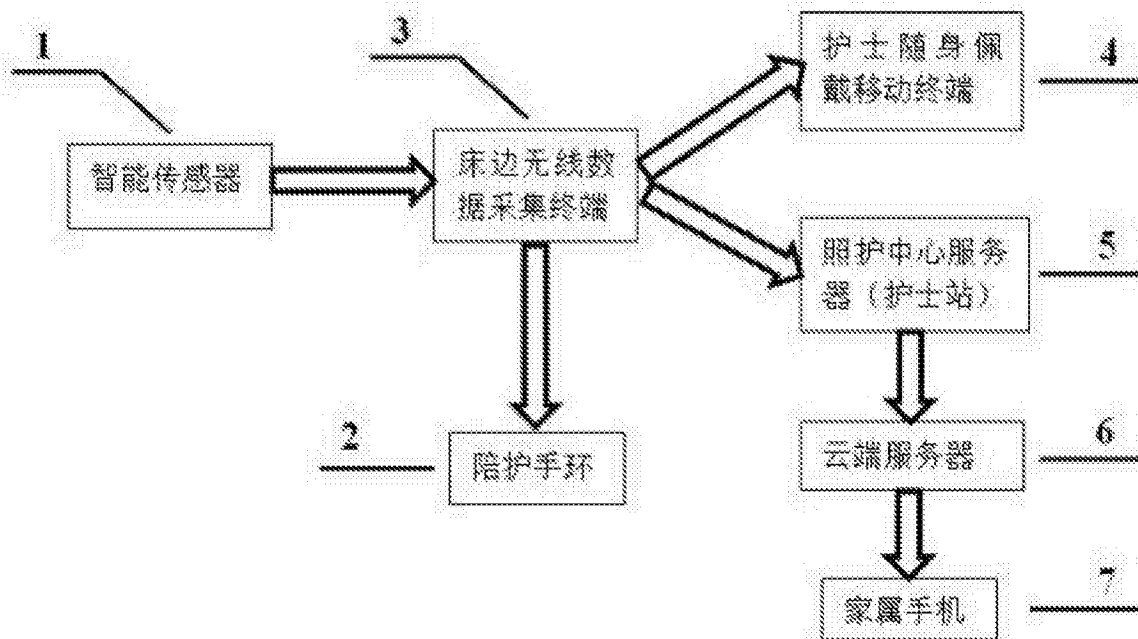 1
3
护士随身佩
戴移动终端
4
智能传感器
床边无线数
据采集终端
照护中心服务
器（护士站）
5
2
陪护手环
云端服务器
6
家属手机
7